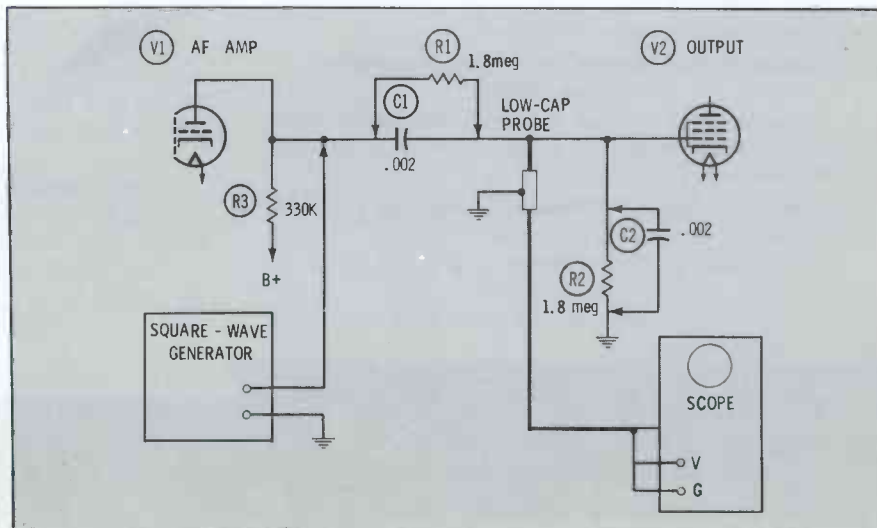 V1 AF AMP
R1
1.8meg
V2 OUTPUT
C1
LOW-CAP
PROBE
.002
R3 330K
C2 .002
B+
R2
1.8 meg
SQUARE - WAVE
GENERATOR
SCOPE
V
G